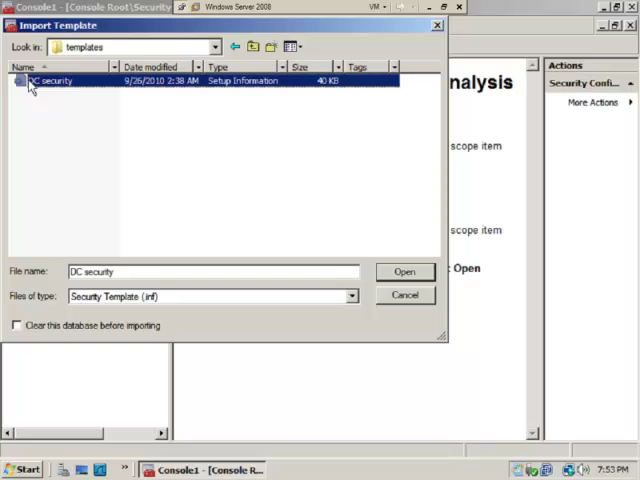 Console1 - [Console Root\Security
Windows Server 2008
VM
Import Template
Look in:
templates
Name
Date modified
Type
Size
Tags
DC security
9/26/2010 2:38 AM
Setup Information
40 KB
File name:
DC security
Open
Files of type:
Security Template (.inf)
Cancel
Clear this database before importing
nalysis
scope item
scope item
: Open
Actions
Security Confi...
More Actions
Start
»
Console1 - [Console R...
7:53 PM